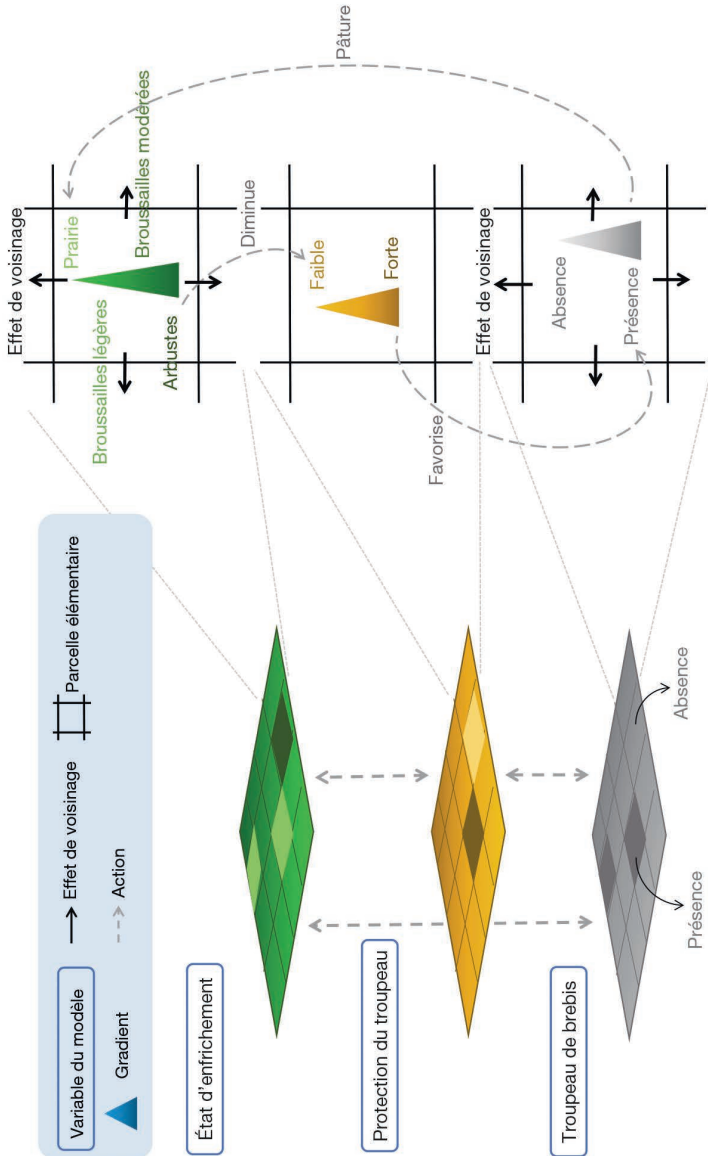 Variable du modèle
Effet de voisinage
Parcelle élémentaire
Gradient
Action
État d'enfrichement
Protection du troupeau
Troupeau de brebis
Présence
Absence
Effet de voisinage
Prairie
Broussailles légères
Broussailles modérées
Arbustes
Diminue
Faible
Forte
Favorise
Effet de voisinage
Absence
Présence
Pâture